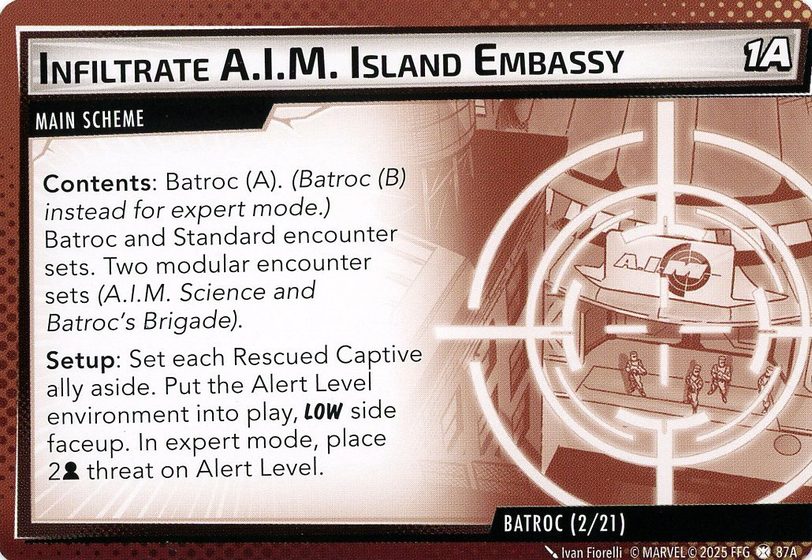 INFILTRATE A.I.M. ISLAND EMBASSY
1A
MAIN SCHEME
Contents: Batroc (A). (Batroc (B)
instead for expert mode.)
Batroc and Standard encounter
sets. Two modular encounter
sets (A.I.M. Science and
Batroc's Brigade).
Setup: Set each Rescued Captive
ally aside. Put the Alert Level
environment into play, LOW side
faceup. In expert mode, place
2 threat on Alert Level.
A.I.M.
BATROC (2/21)
Ivan Fiorelli © MARVEL © 2025 FFG 87A